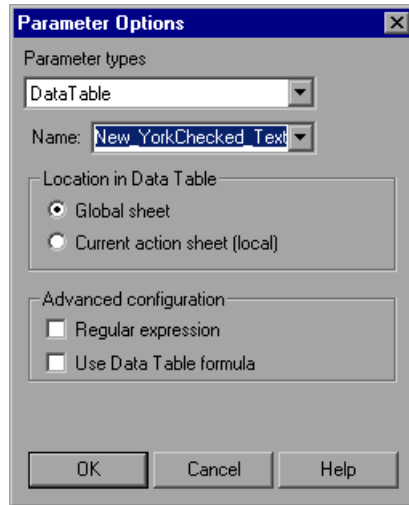 Parameter Options
Parameter types
DataTable
Name: New_YorkChecked_Text
Location in Data Table
Global sheet
Current action sheet (local)
Advanced configuration
Regular expression
Use Data Table formula
OK Cancel Help